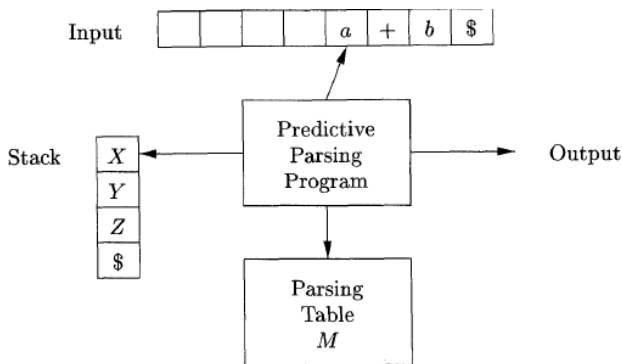 Input
a + b $
Predictive
Parsing
Program
Stack
X
Y
Z
$
Output
Parsing
Table
M